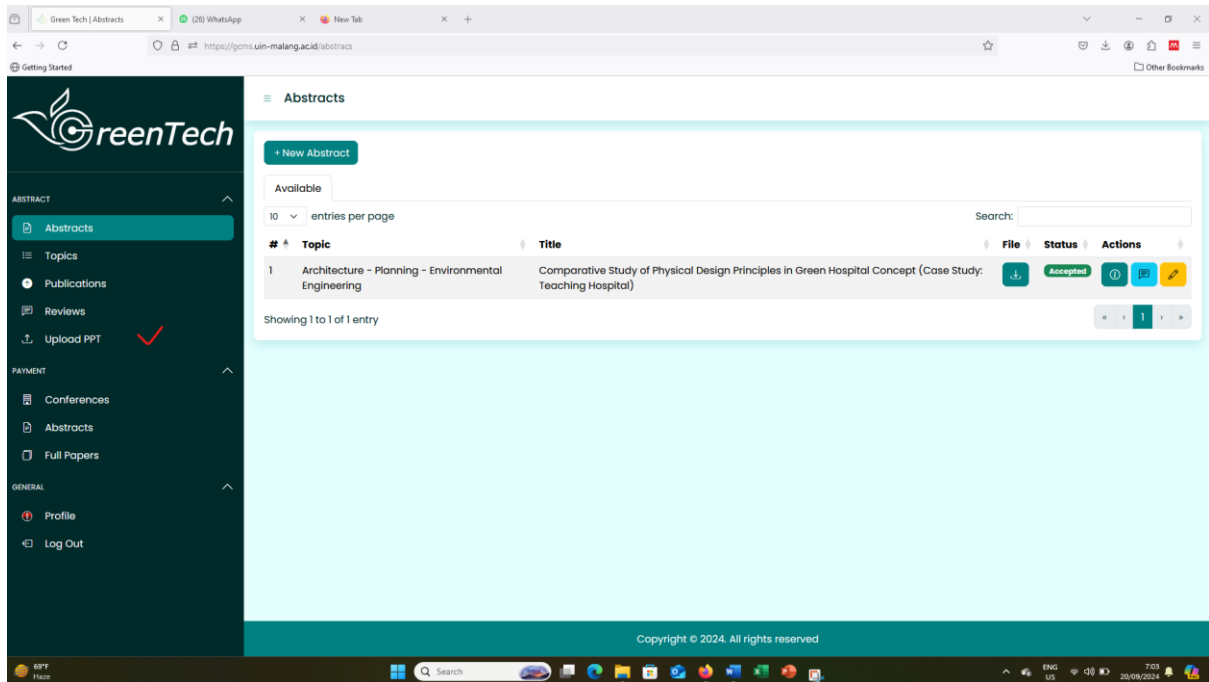 Green Tech | Abstracts
(26) WhatsApp
New Tab
https://gcms.uin-malang.ac.id/abstracs
Getting Started
Other Bookmarks
GreenTech
ABSTRACT
Abstracts
Topics
Publications
Reviews
Upload PPT
PAYMENT
Conferences
Abstracts
Full Papers
GENERAL
Profile
Log Out
Abstracts
+ New Abstract
Available
10 entries per page
Search:
# Topic Title File Status Actions
1 Architecture - Planning - Environmental Comparative Study of Physical Design Principles in Green Hospital Concept (Case Study: Accepted
Engineering Teaching Hospital)
Showing 1 to 1 of 1 entry
« ‹ 1 › »
Copyright © 2024. All rights reserved
69°F
Haze
Search
ENG
US
7:03
20/09/2024